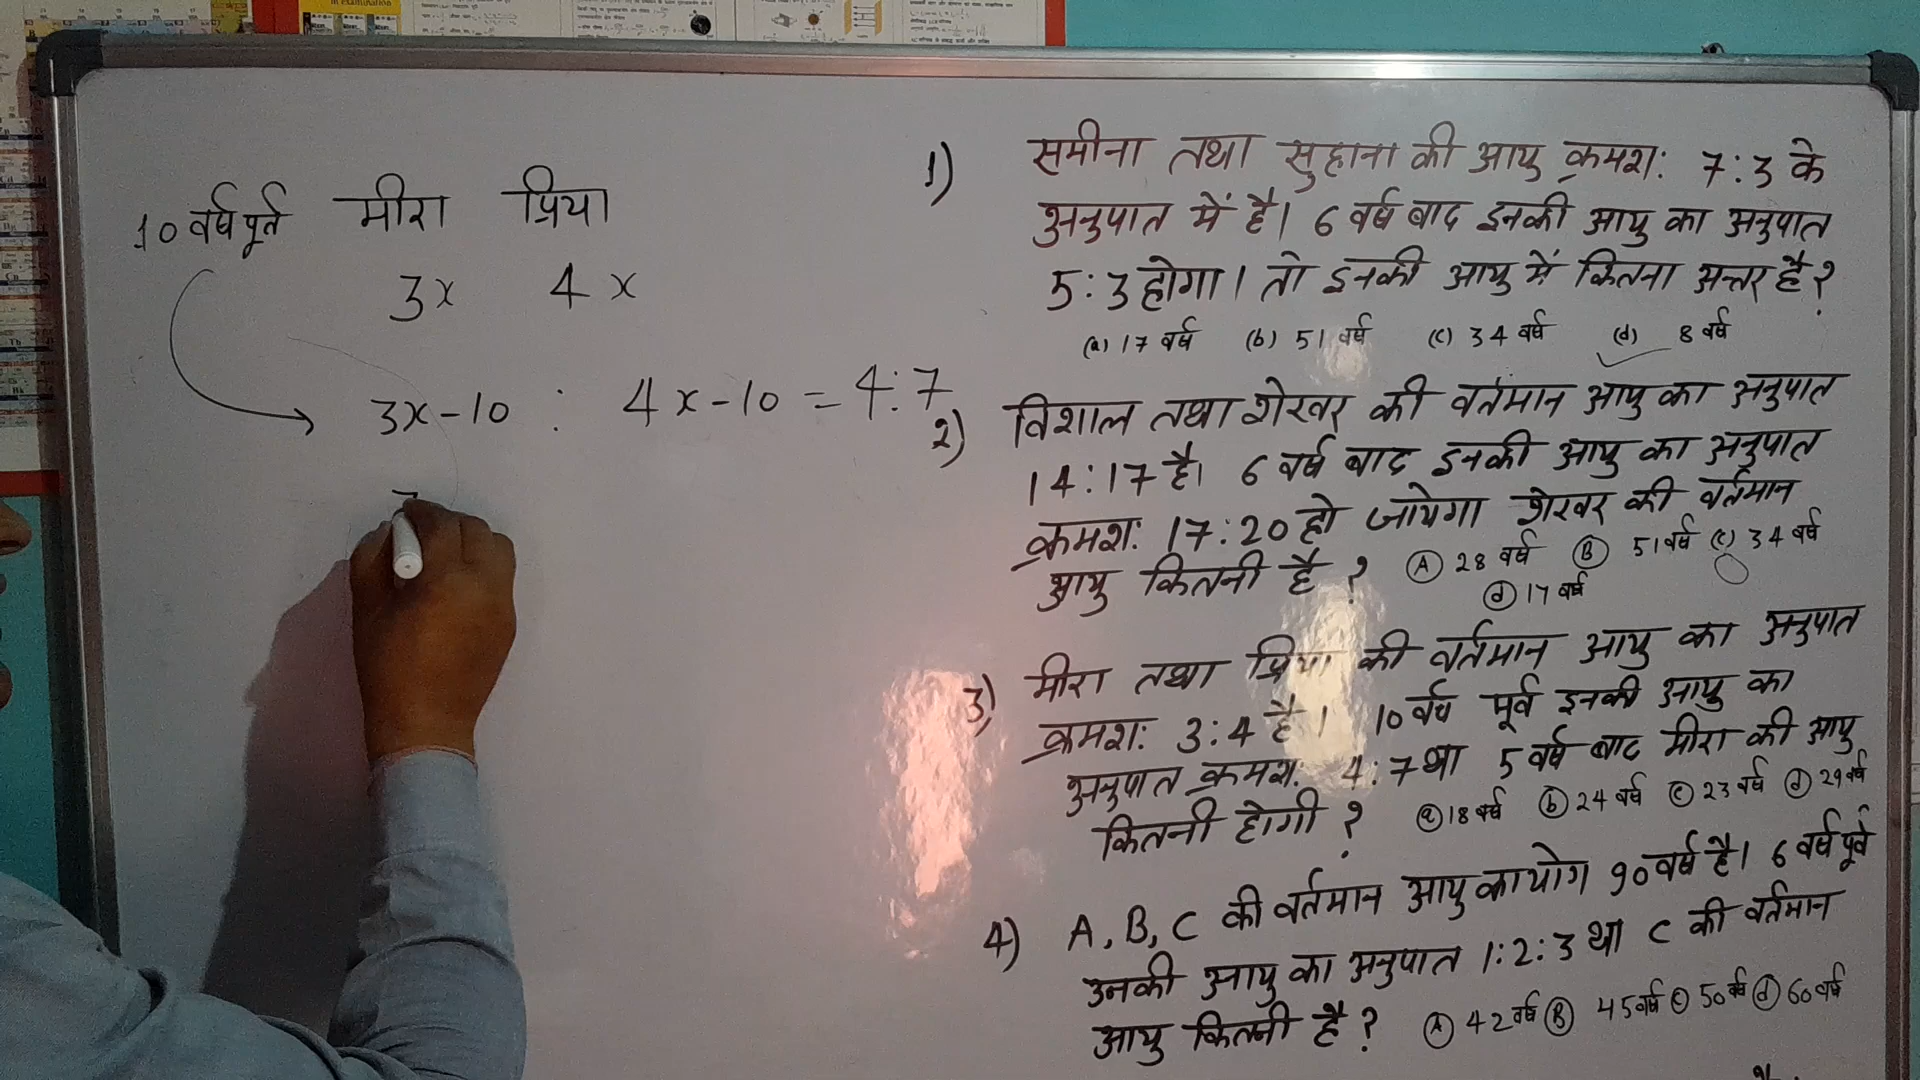 in examination
10 वर्ष पूर्व मीरा प्रिया
3x 4x
3x-10 : 4x-10 = 4:7
1) समीना तथा सुहाना की आयु क्रमश: 7:3 के
अनुपात में है। 6 वर्ष बाद इनकी आयु का अनुपात
5:3 होगा। तो इनकी आयु में कितना अन्तर है?
(a) 17 वर्ष (b) 51 वर्ष (c) 34 वर्ष (d) 8 वर्ष
2) विशाल तथा शेखर की वर्तमान आयु का अनुपात
14:17 है। 6 वर्ष बाद इनकी आयु का अनुपात
क्रमश: 17:20 हो जायेगा शेखर की वर्तमान
आयु कितनी है? (A) 28 वर्ष (B) 51 वर्ष (c) 34 वर्ष
(d) 17 वर्ष
3) मीरा तथा प्रिया की वर्तमान आयु का अनुपात
क्रमश: 3:4 है। 10 वर्ष पूर्व इनकी आयु का
अनुपात क्रमश: 4:7 था 5 वर्ष बाद मीरा की आयु
कितनी होगी? (a) 18 वर्ष (b) 24 वर्ष (c) 23 वर्ष (d) 29 वर्ष
4) A, B, C की वर्तमान आयु का योग 90 वर्ष है। 6 वर्ष पूर्व
उनकी आयु का अनुपात 1:2:3 था C की वर्तमान
आयु कितनी है? (A) 42 वर्ष (B) 45 वर्ष (C) 50 वर्ष (d) 60 वर्ष